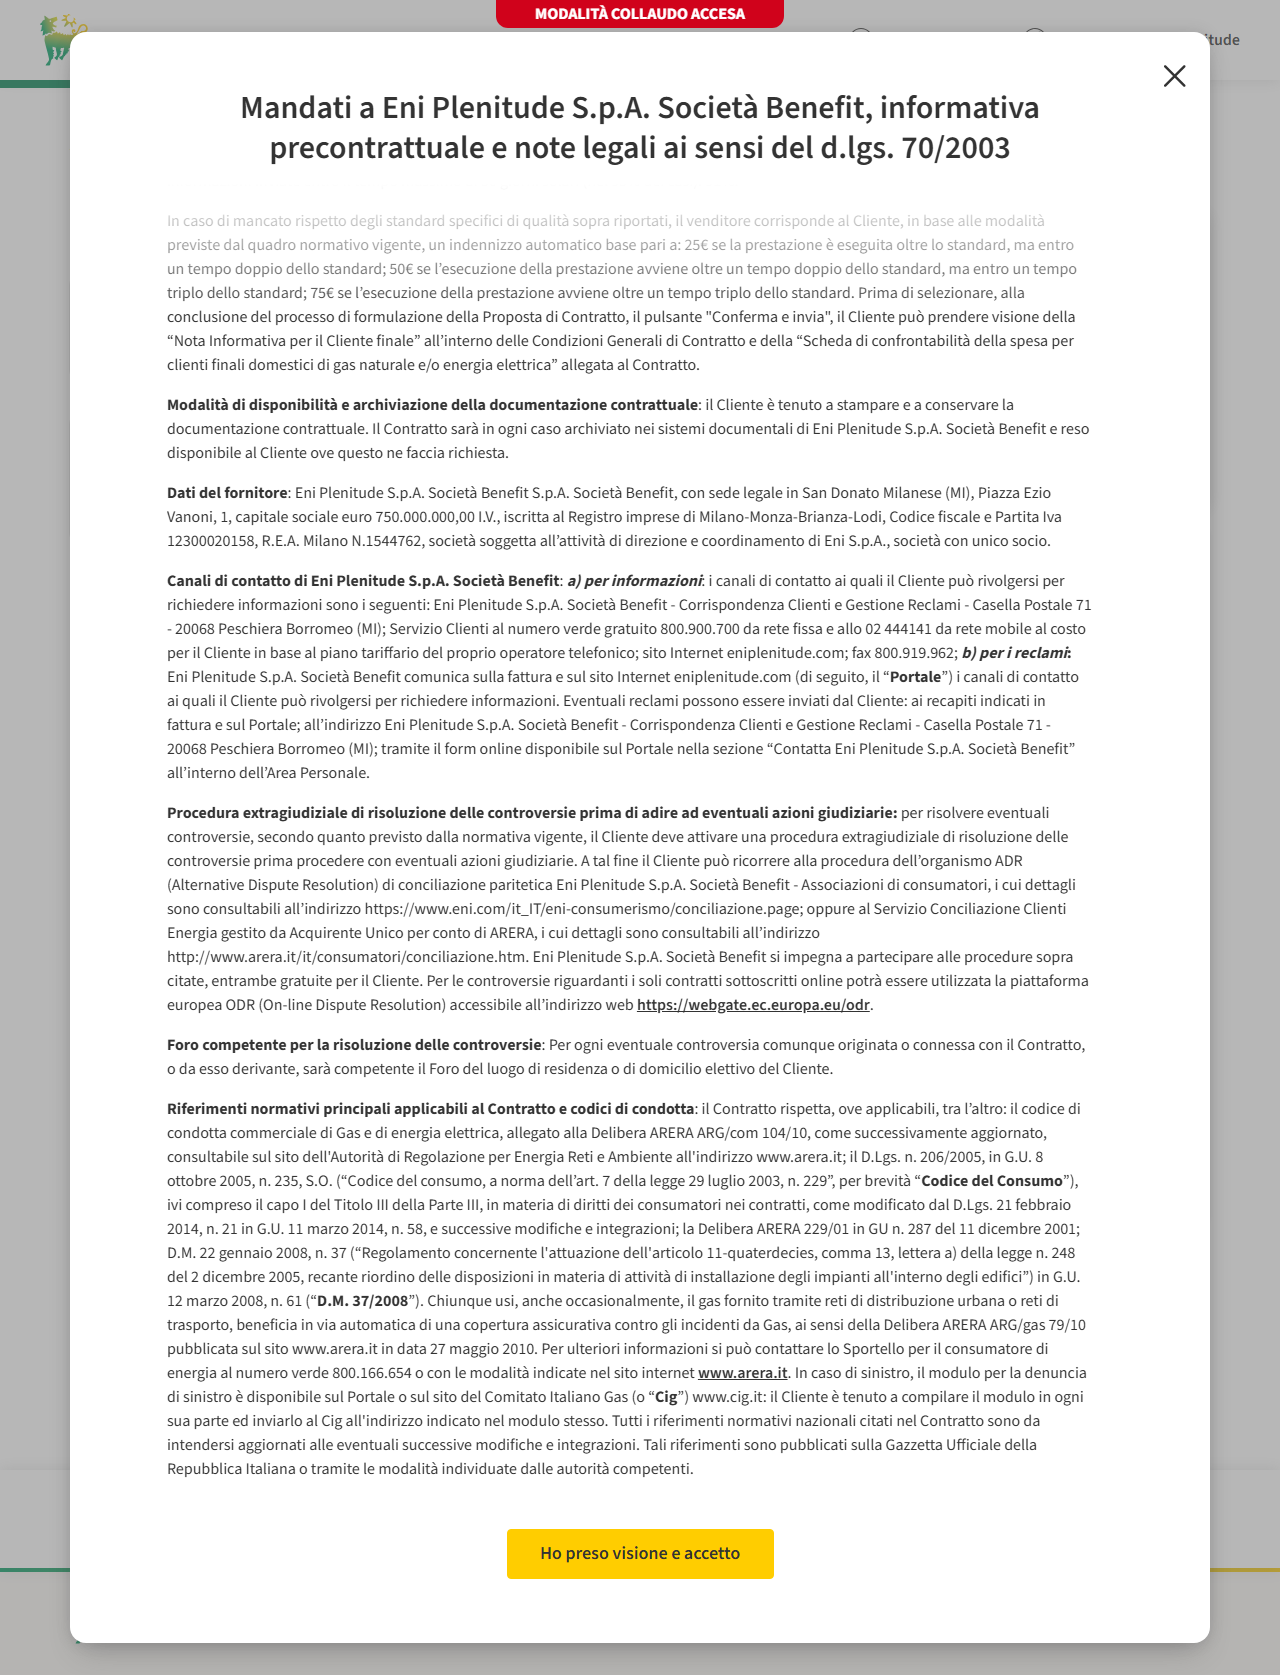 MODALITÀ COLLAUDO ACCESA
itude
Mandati a Eni Plenitude S.p.A. Società Benefit, informativa
precontrattuale e note legali ai sensi del d.lgs. 70/2003
In caso di mancato rispetto degli standard specifici di qualità sopra riportati, il venditore corrisponde al Cliente, in base alle modalità
previste dal quadro normativo vigente, un indennizzo automatico base pari a: 25€ se la prestazione è eseguita oltre lo standard, ma entro
un tempo doppio dello standard; 50€ se l’esecuzione della prestazione avviene oltre un tempo doppio dello standard, ma entro un tempo
triplo dello standard; 75€ se l’esecuzione della prestazione avviene oltre un tempo triplo dello standard. Prima di selezionare, alla
conclusione del processo di formulazione della Proposta di Contratto, il pulsante "Conferma e invia", il Cliente può prendere visione della
“Nota Informativa per il Cliente finale” all’interno delle Condizioni Generali di Contratto e della “Scheda di confrontabilità della spesa per
clienti finali domestici di gas naturale e/o energia elettrica” allegata al Contratto.
Modalità di disponibilità e archiviazione della documentazione contrattuale: il Cliente è tenuto a stampare e a conservare la
documentazione contrattuale. Il Contratto sarà in ogni caso archiviato nei sistemi documentali di Eni Plenitude S.p.A. Società Benefit e reso
disponibile al Cliente ove questo ne faccia richiesta.
Dati del fornitore: Eni Plenitude S.p.A. Società Benefit S.p.A. Società Benefit, con sede legale in San Donato Milanese (MI), Piazza Ezio
Vanoni, 1, capitale sociale euro 750.000.000,00 I.V., iscritta al Registro imprese di Milano-Monza-Brianza-Lodi, Codice fiscale e Partita Iva
12300020158, R.E.A. Milano N.1544762, società soggetta all’attività di direzione e coordinamento di Eni S.p.A., società con unico socio.
Canali di contatto di Eni Plenitude S.p.A. Società Benefit: a) per informazioni: i canali di contatto ai quali il Cliente può rivolgersi per
richiedere informazioni sono i seguenti: Eni Plenitude S.p.A. Società Benefit - Corrispondenza Clienti e Gestione Reclami - Casella Postale 71
- 20068 Peschiera Borromeo (MI); Servizio Clienti al numero verde gratuito 800.900.700 da rete fissa e allo 02 444141 da rete mobile al costo
per il Cliente in base al piano tariffario del proprio operatore telefonico; sito Internet eniplenitude.com; fax 800.919.962; b) per i reclami:
Eni Plenitude S.p.A. Società Benefit comunica sulla fattura e sul sito Internet eniplenitude.com (di seguito, il “Portale”) i canali di contatto
ai quali il Cliente può rivolgersi per richiedere informazioni. Eventuali reclami possono essere inviati dal Cliente: ai recapiti indicati in
fattura e sul Portale; all’indirizzo Eni Plenitude S.p.A. Società Benefit - Corrispondenza Clienti e Gestione Reclami - Casella Postale 71 -
20068 Peschiera Borromeo (MI); tramite il form online disponibile sul Portale nella sezione “Contatta Eni Plenitude S.p.A. Società Benefit”
all’interno dell’Area Personale.
Procedura extragiudiziale di risoluzione delle controversie prima di adire ad eventuali azioni giudiziarie: per risolvere eventuali
controversie, secondo quanto previsto dalla normativa vigente, il Cliente deve attivare una procedura extragiudiziale di risoluzione delle
controversie prima procedere con eventuali azioni giudiziarie. A tal fine il Cliente può ricorrere alla procedura dell’organismo ADR
(Alternative Dispute Resolution) di conciliazione paritetica Eni Plenitude S.p.A. Società Benefit - Associazioni di consumatori, i cui dettagli
sono consultabili all’indirizzo https://www.eni.com/it_IT/eni-consumerismo/conciliazione.page; oppure al Servizio Conciliazione Clienti
Energia gestito da Acquirente Unico per conto di ARERA, i cui dettagli sono consultabili all’indirizzo
http://www.arera.it/it/consumatori/conciliazione.htm. Eni Plenitude S.p.A. Società Benefit si impegna a partecipare alle procedure sopra
citate, entrambe gratuite per il Cliente. Per le controversie riguardanti i soli contratti sottoscritti online potrà essere utilizzata la piattaforma
europea ODR (On-line Dispute Resolution) accessibile all’indirizzo web https://webgate.ec.europa.eu/odr.
Foro competente per la risoluzione delle controversie: Per ogni eventuale controversia comunque originata o connessa con il Contratto,
o da esso derivante, sarà competente il Foro del luogo di residenza o di domicilio elettivo del Cliente.
Riferimenti normativi principali applicabili al Contratto e codici di condotta: il Contratto rispetta, ove applicabili, tra l’altro: il codice di
condotta commerciale di Gas e di energia elettrica, allegato alla Delibera ARERA ARG/com 104/10, come successivamente aggiornato,
consultabile sul sito dell'Autorità di Regolazione per Energia Reti e Ambiente all'indirizzo www.arera.it; il D.Lgs. n. 206/2005, in G.U. 8
ottobre 2005, n. 235, S.O. (“Codice del consumo, a norma dell’art. 7 della legge 29 luglio 2003, n. 229”, per brevità “Codice del Consumo”),
ivi compreso il capo I del Titolo III della Parte III, in materia di diritti dei consumatori nei contratti, come modificato dal D.Lgs. 21 febbraio
2014, n. 21 in G.U. 11 marzo 2014, n. 58, e successive modifiche e integrazioni; la Delibera ARERA 229/01 in GU n. 287 del 11 dicembre 2001;
D.M. 22 gennaio 2008, n. 37 (“Regolamento concernente l'attuazione dell'articolo 11-quaterdecies, comma 13, lettera a) della legge n. 248
del 2 dicembre 2005, recante riordino delle disposizioni in materia di attività di installazione degli impianti all'interno degli edifici”) in G.U.
12 marzo 2008, n. 61 (“D.M. 37/2008”). Chiunque usi, anche occasionalmente, il gas fornito tramite reti di distribuzione urbana o reti di
trasporto, beneficia in via automatica di una copertura assicurativa contro gli incidenti da Gas, ai sensi della Delibera ARERA ARG/gas 79/10
pubblicata sul sito www.arera.it in data 27 maggio 2010. Per ulteriori informazioni si può contattare lo Sportello per il consumatore di
energia al numero verde 800.166.654 o con le modalità indicate nel sito internet www.arera.it. In caso di sinistro, il modulo per la denuncia
di sinistro è disponibile sul Portale o sul sito del Comitato Italiano Gas (o “Cig”) www.cig.it: il Cliente è tenuto a compilare il modulo in ogni
sua parte ed inviarlo al Cig all'indirizzo indicato nel modulo stesso. Tutti i riferimenti normativi nazionali citati nel Contratto sono da
intendersi aggiornati alle eventuali successive modifiche e integrazioni. Tali riferimenti sono pubblicati sulla Gazzetta Ufficiale della
Repubblica Italiana o tramite le modalità individuate dalle autorità competenti.
Ho preso visione e accetto